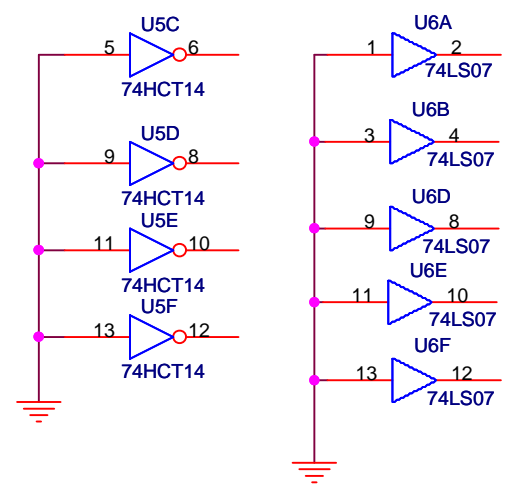 U5C
5 6
74HCT14
U5D
9 8
74HCT14
U5E
11 10
74HCT14
U5F
13 12
74HCT14
U6A
1 2
74LS07
U6B
3 4
74LS07
U6D
9 8
74LS07
U6E
11 10
74LS07
U6F
13 12
74LS07